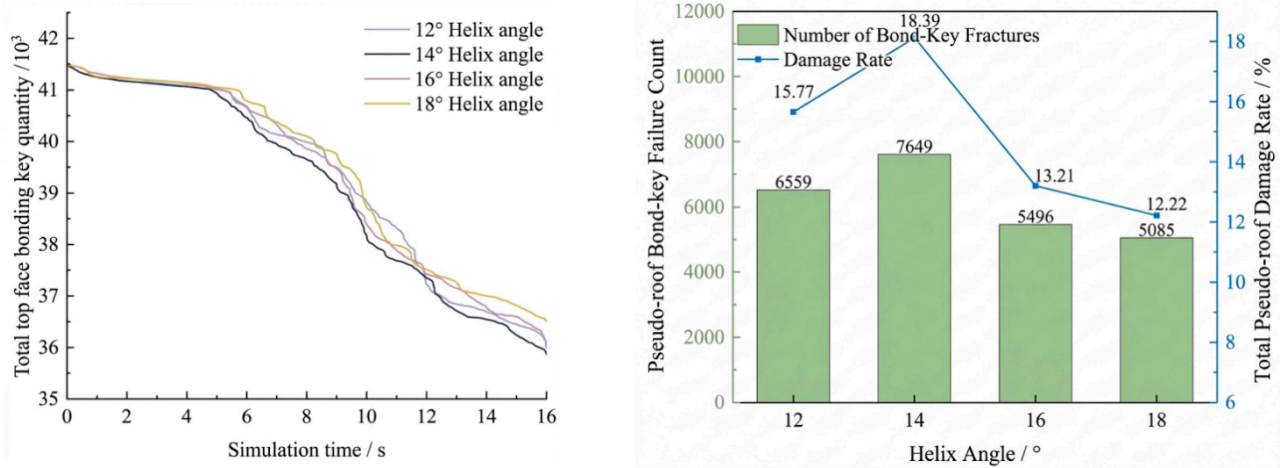 42
41
40
39
38
37
36
35
Total top face bonding key quantity /10³
12° Helix angle
14° Helix angle
16° Helix angle
18° Helix angle
0 2 4 6 8 10 12 14 16
Simulation time / s
12000
10000
8000
6000
4000
2000
0
Pseudo-roof Bond-key Failure Count
Number of Bond-Key Fractures
Damage Rate
15.77
18.39
13.21
12.22
6559
7649
5496
5085
12 14 16 18
Helix Angle / °
18
16
14
12
10
8
6
Total Pseudo-roof Damage Rate / %